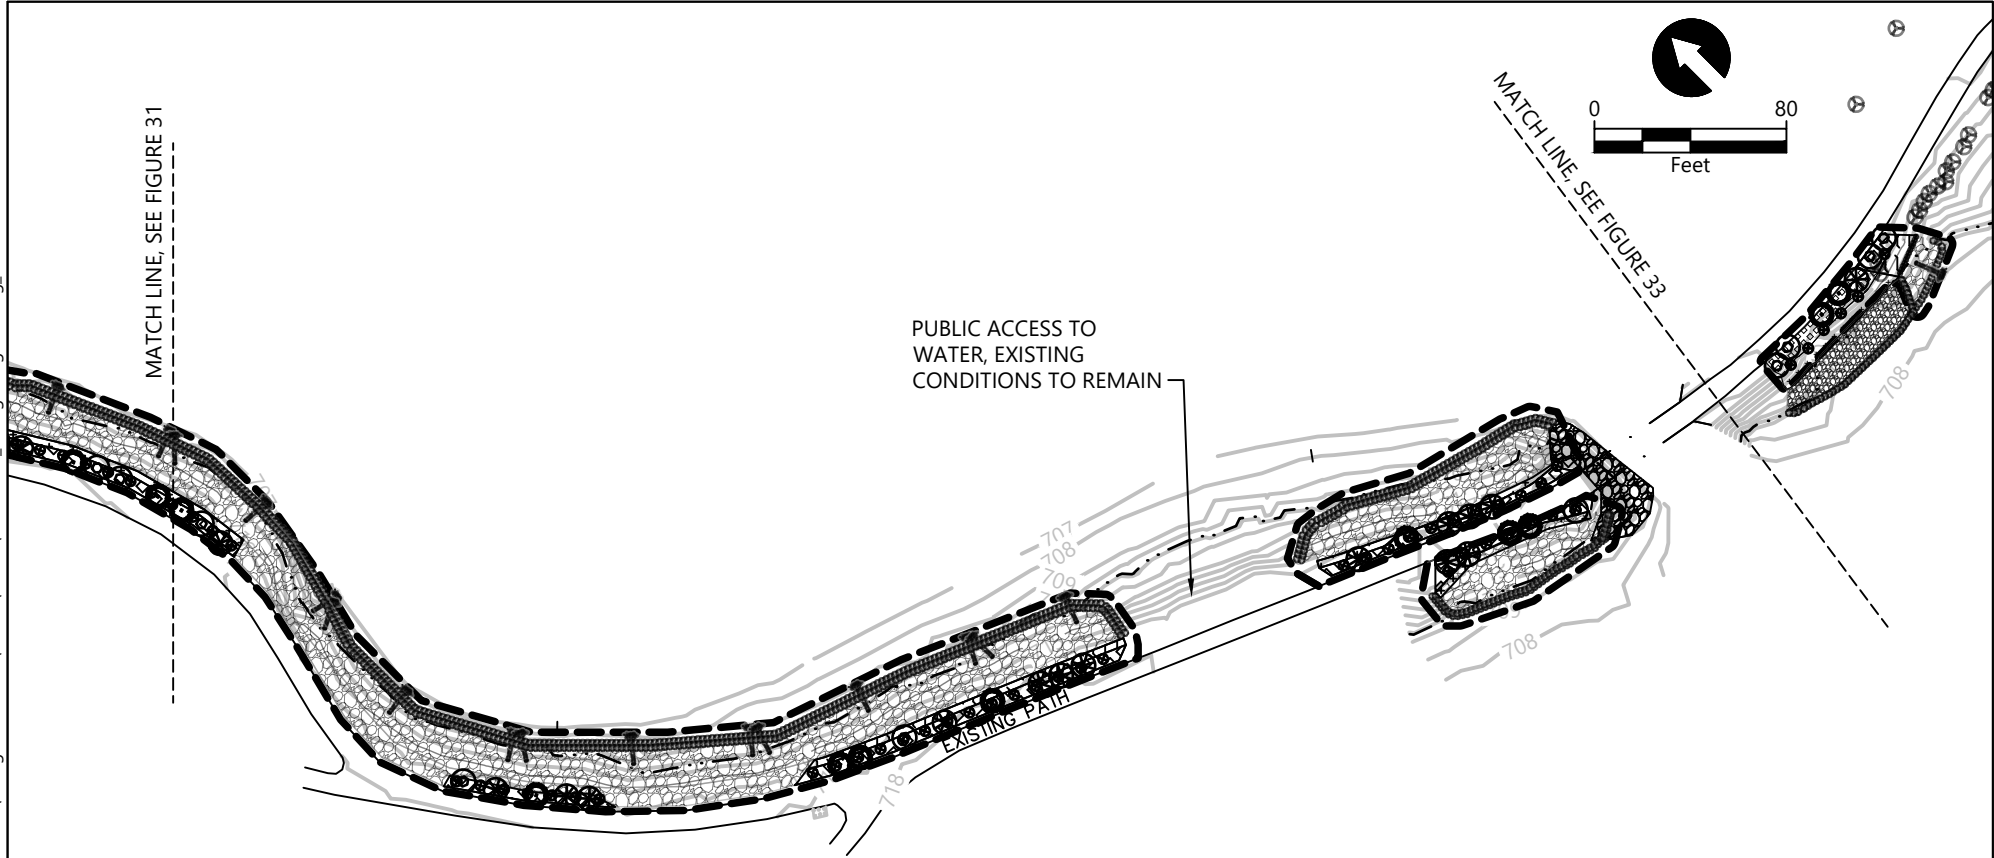 MATCH LINE, SEE FIGURE 31
MATCH LINE, SEE FIGURE 33
0 80
Feet
PUBLIC ACCESS TO
WATER, EXISTING
CONDITIONS TO REMAIN
707
707
708
709
708
708
718
EXISTING PATH